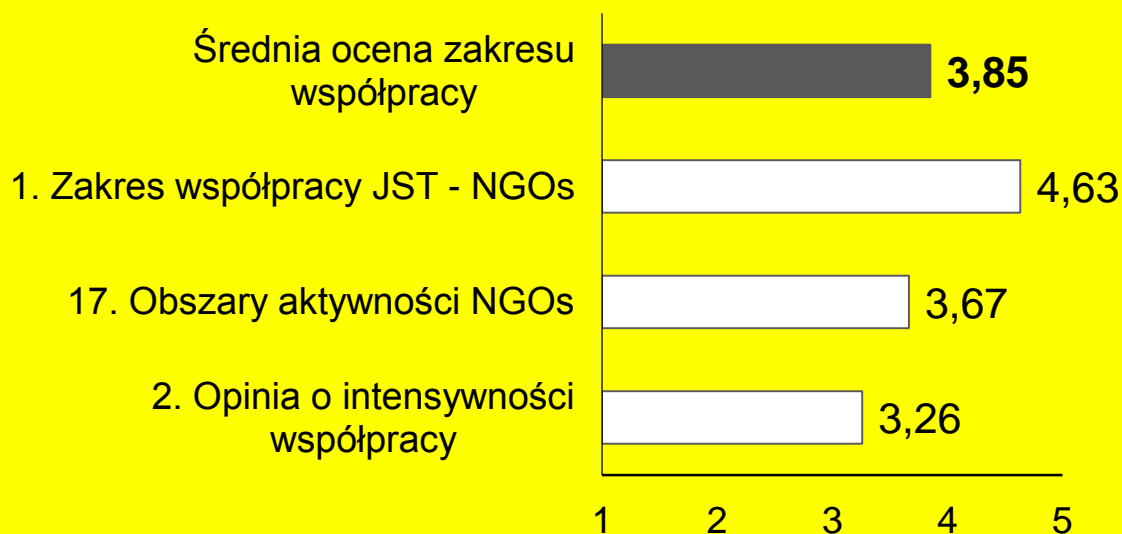 Średnia ocena zakresu
współpracy
3,85
1. Zakres współpracy JST - NGOs
4,63
17. Obszary aktywności NGOs
3,67
2. Opinia o intensywności
współpracy
3,26
1 2 3 4 5